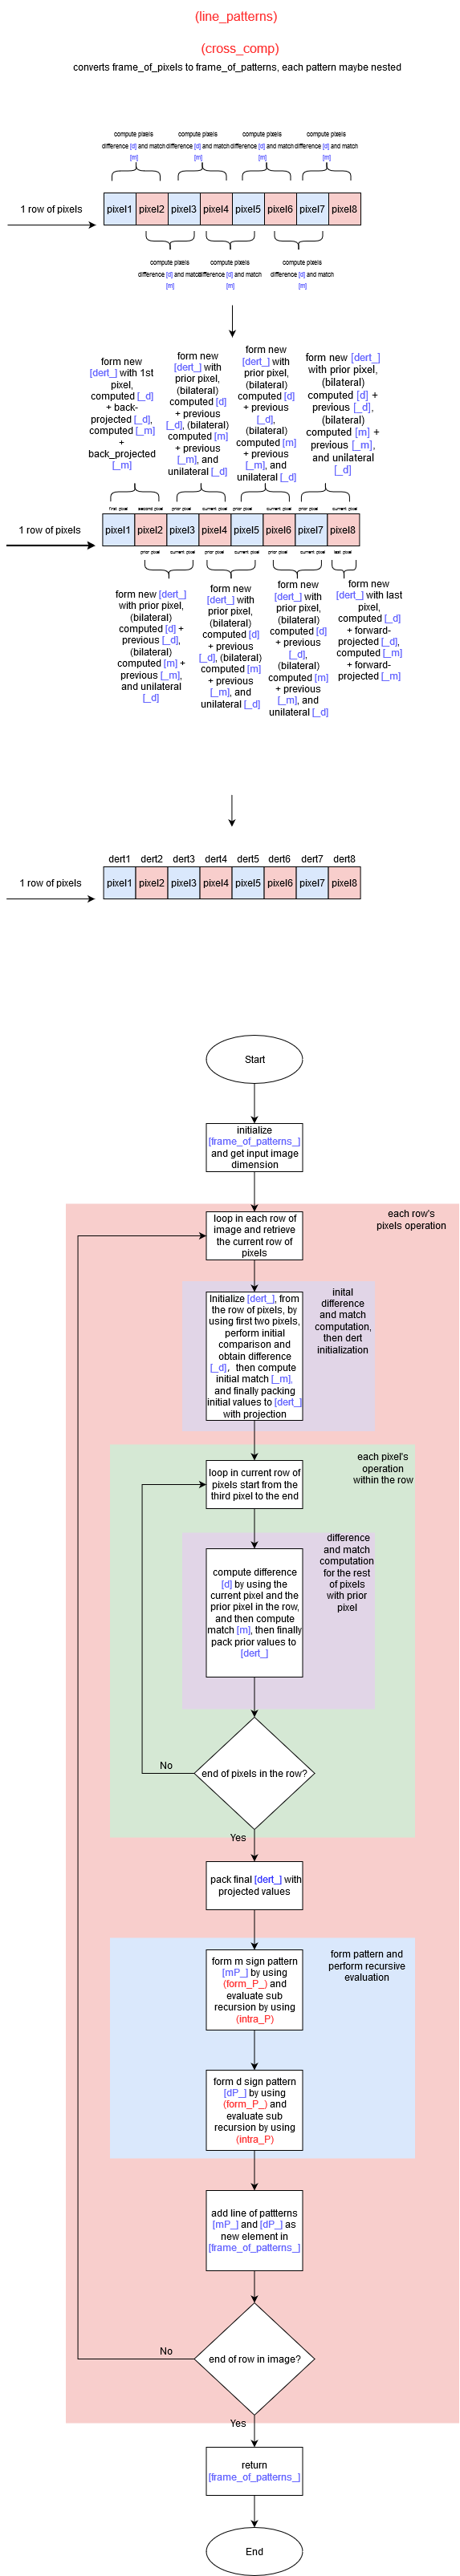 (line_patterns)
(cross_comp)
converts frame_of_pixels to frame_of_patterns, each pattern maybe nested
compute pixels
difference [d] and match
[m]
compute pixels
difference [d] and match
[m]
compute pixels
difference [d] and match
[m]
compute pixels
difference [d] and match
[m]
1 row of pixels
pixel1 pixel2 pixel3 pixel4 pixel5 pixel6 pixel7 pixel8
compute pixels
difference [d] and match
[m]
compute pixels
difference [d] and match
[m]
compute pixels
difference [d] and match
[m]
form new
[dert_] with 1st
pixel,
computed [_d]
+ back-
projected [_d],
computed [_m]
+
back_projected
[_m]
form new
[dert_] with
prior pixel,
(bilateral)
computed [d]
+ previous
[_d], (bilateral)
computed [m]
+ previous
[_m], and
unilateral [_d]
form new
[dert_] with
prior pixel,
(bilateral)
computed [d]
+ previous
[_d],
(bilateral)
computed [m]
+ previous
[_m], and
unilateral [_d]
form new [dert_]
with prior pixel,
(bilateral)
computed [d] +
previous [_d],
(bilateral)
computed [m] +
previous [_m],
and unilateral
[_d]
first pixel second pixel prior pixel current pixel prior pixel current pixel prior pixel current pixel
1 row of pixels
pixel1 pixel2 pixel3 pixel4 pixel5 pixel6 pixel7 pixel8
prior pixel current pixel prior pixel current pixel prior pixel current pixel last pixel
form new [dert_]
with prior pixel,
(bilateral)
computed [d] +
previous [_d],
(bilateral)
computed [m] +
previous [_m],
and unilateral
[_d]
form new
[dert_] with
prior pixel,
(bilateral)
computed [d]
+ previous
[_d], (bilateral)
computed [m]
+ previous
[_m], and
unilateral [_d]
form new
[dert_] with
prior pixel,
(bilateral)
computed [d]
+ previous
[_d],
(bilateral)
computed [m]
+ previous
[_m], and
unilateral [_d]
form new
[dert_] with last
pixel,
computed [_d]
+ forward-
projected [_d],
computed [_m]
+ forward-
projected [_m]
dert1 dert2 dert3 dert4 dert5 dert6 dert7 dert8
1 row of pixels
pixel1 pixel2 pixel3 pixel4 pixel5 pixel6 pixel7 pixel8
Start
initialize
[frame_of_patterns_]
and get input image
dimension
each row's
pixels operation
loop in each row of
image and retrieve
the current row of
pixels
inital
difference
and match
computation,
then dert
initialization
Initialize [dert_], from
the row of pixels, by
using first two pixels,
perform initial
comparison and
obtain difference
[_d], then compute
initial match [_m],
and finally packing
initial values to [dert_]
with projection
each pixel's
operation
within the row
loop in current row of
pixels start from the
third pixel to the end
difference
and match
computation
for the rest
of pixels
with prior
pixel
compute difference
[d] by using the
current pixel and the
prior pixel in the row,
and then compute
match [m], then finally
pack prior values to
[dert_]
No
end of pixels in the row?
Yes
pack final [dert_] with
projected values
form pattern and
perform recursive
evaluation
form m sign pattern
[mP_] by using
(form_P_) and
evaluate sub
recursion by using
(intra_P)
form d sign pattern
[dP_] by using
(form_P_) and
evaluate sub
recursion by using
(intra_P)
add line of pattterns
[mP_] and [dP_] as
new element in
[frame_of_patterns_]
No
end of row in image?
Yes
return
[frame_of_patterns_]
End